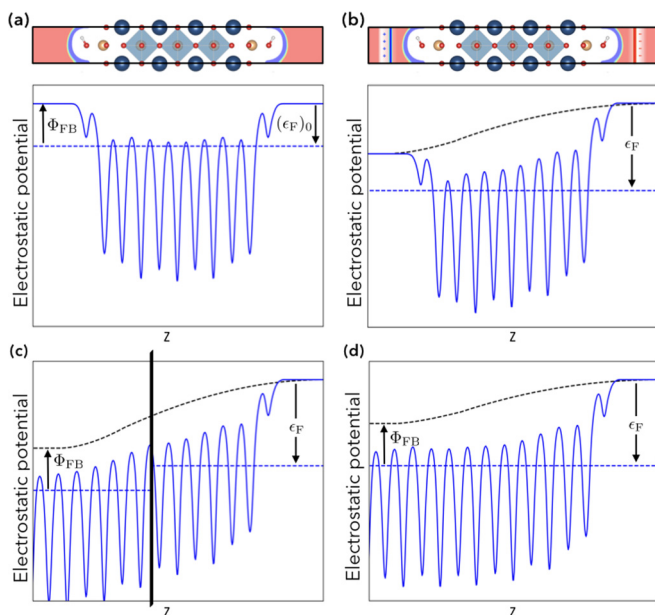 (a)
(b)
Electrostatic potential
Φ_FB
(ϵ_F)_0
z
Electrostatic potential
ϵ_F
z
(c)
(d)
Electrostatic potential
Φ_FB
ϵ_F
z
Electrostatic potential
Φ_FB
ϵ_F
z